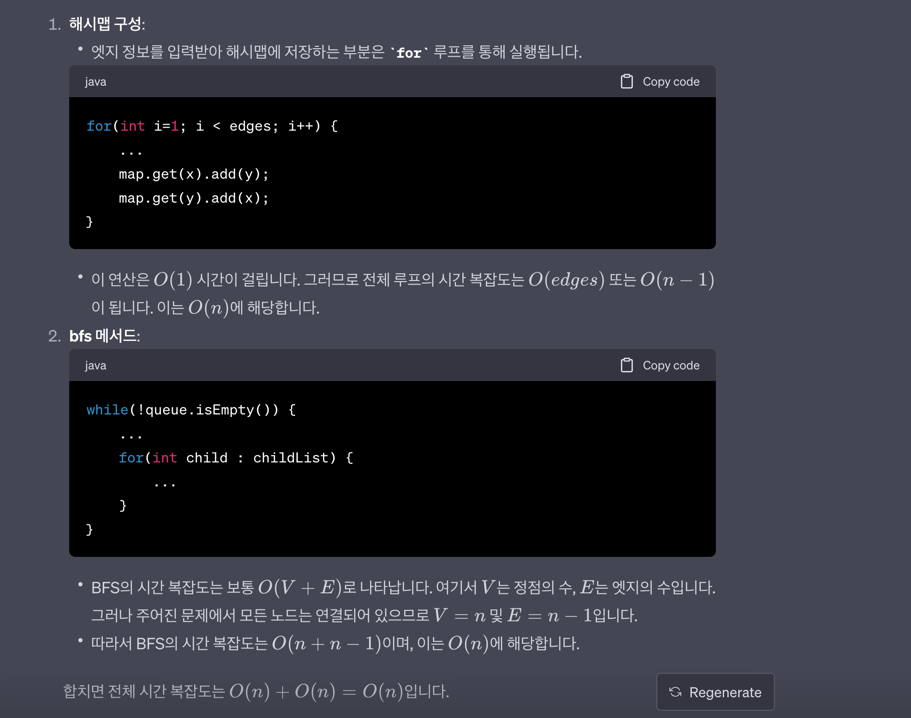 1. 해시맵 구성:
• 엣지 정보를 입력받아 해시맵에 저장하는 부분은 `for` 루프를 통해 실행됩니다.
java Copy code
for(int i=1; i < edges; i++) {
...
map.get(x).add(y);
map.get(y).add(x);
}
• 이 연산은 O(1) 시간이 걸립니다. 그러므로 전체 루프의 시간 복잡도는 O(edges) 또는 O(n − 1)
이 됩니다. 이는 O(n)에 해당합니다.
2. bfs 메서드:
java Copy code
while(!queue.isEmpty()) {
...
for(int child : childList) {
...
}
}
• BFS의 시간 복잡도는 보통 O(V + E)로 나타납니다. 여기서 V는 정점의 수, E는 엣지의 수입니다.
그러나 주어진 문제에서 모든 노드는 연결되어 있으므로 V = n 및 E = n − 1입니다.
• 따라서 BFS의 시간 복잡도는 O(n + n − 1)이며, 이는 O(n)에 해당합니다.
합치면 전체 시간 복잡도는 O(n) + O(n) = O(n)입니다.
Regenerate